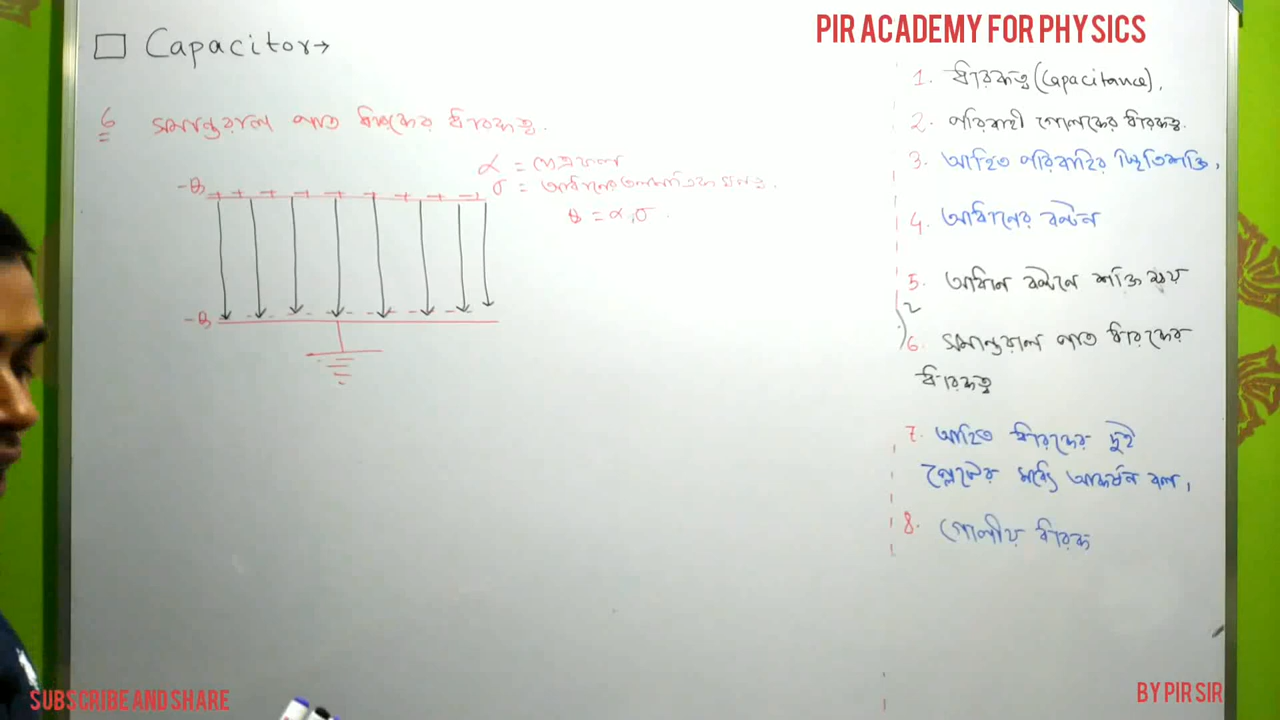 PIR ACADEMY FOR PHYSICS
□ Capacitor→
6 সমান্তরাল পাত ধারকের ধারকত্ব.
α = ক্ষেত্রফল
σ = আধানের তলমাত্রিক ঘনত্ব.
Q = α.σ
-Q + + + + + + + +
-Q - - - - - - - -
1. ধারকত্ব (Capacitance).
2. পরিবাহী গোলকের ধারকত্ব.
3. আহিত পরিবাহির স্থিতিশক্তি,
4. আধানের বন্টন
5. আধান বন্টনে শক্তি ক্ষয়
2
6. সমান্তরাল পাত ধারকের
ধারকত্ব
7. আহিত ধারকের দুই
প্লেটের মধ্যে আকর্ষন বল,
8. গোলীয় ধারক
SUBSCRIBE AND SHARE
BY PIR SIR